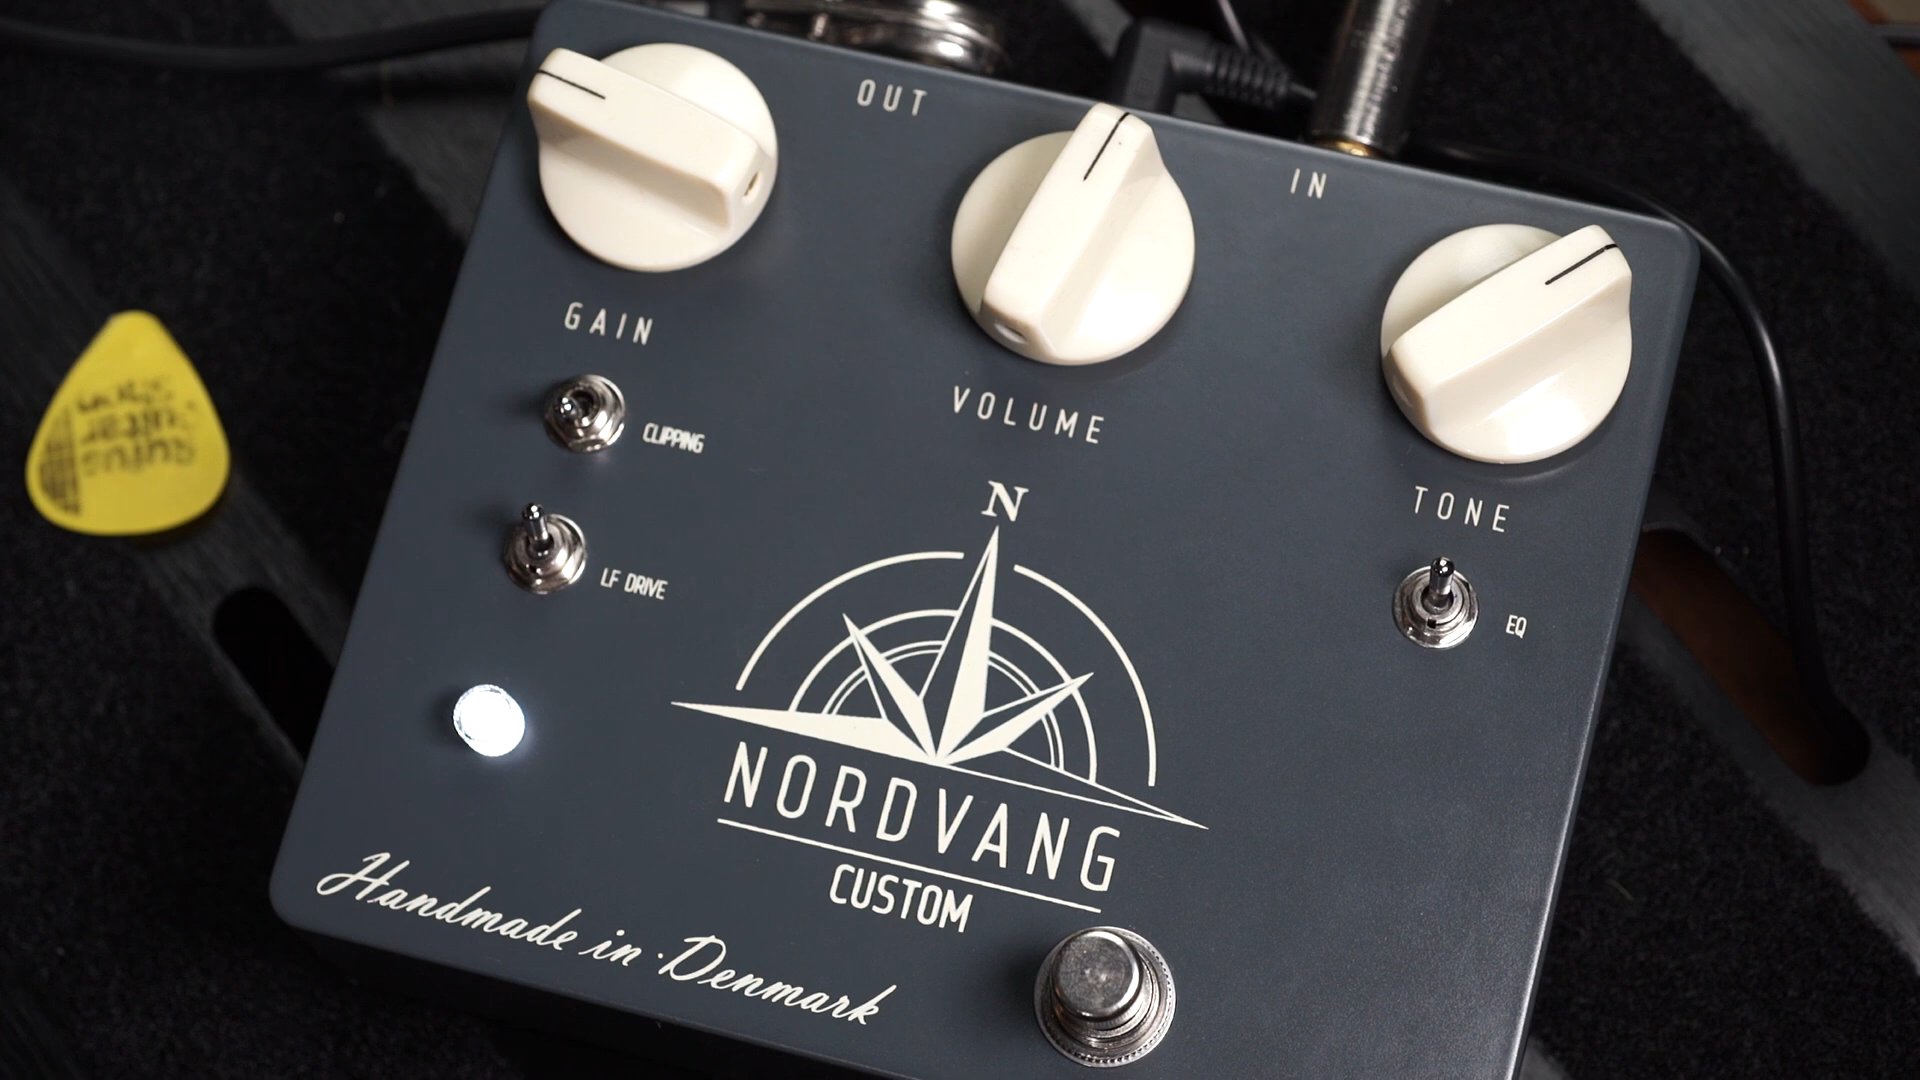 OUT
IN
GAIN
VOLUME
TONE
CLIPPING
LF DRIVE
EQ
N
NORDVANG
CUSTOM
Handmade in Denmark